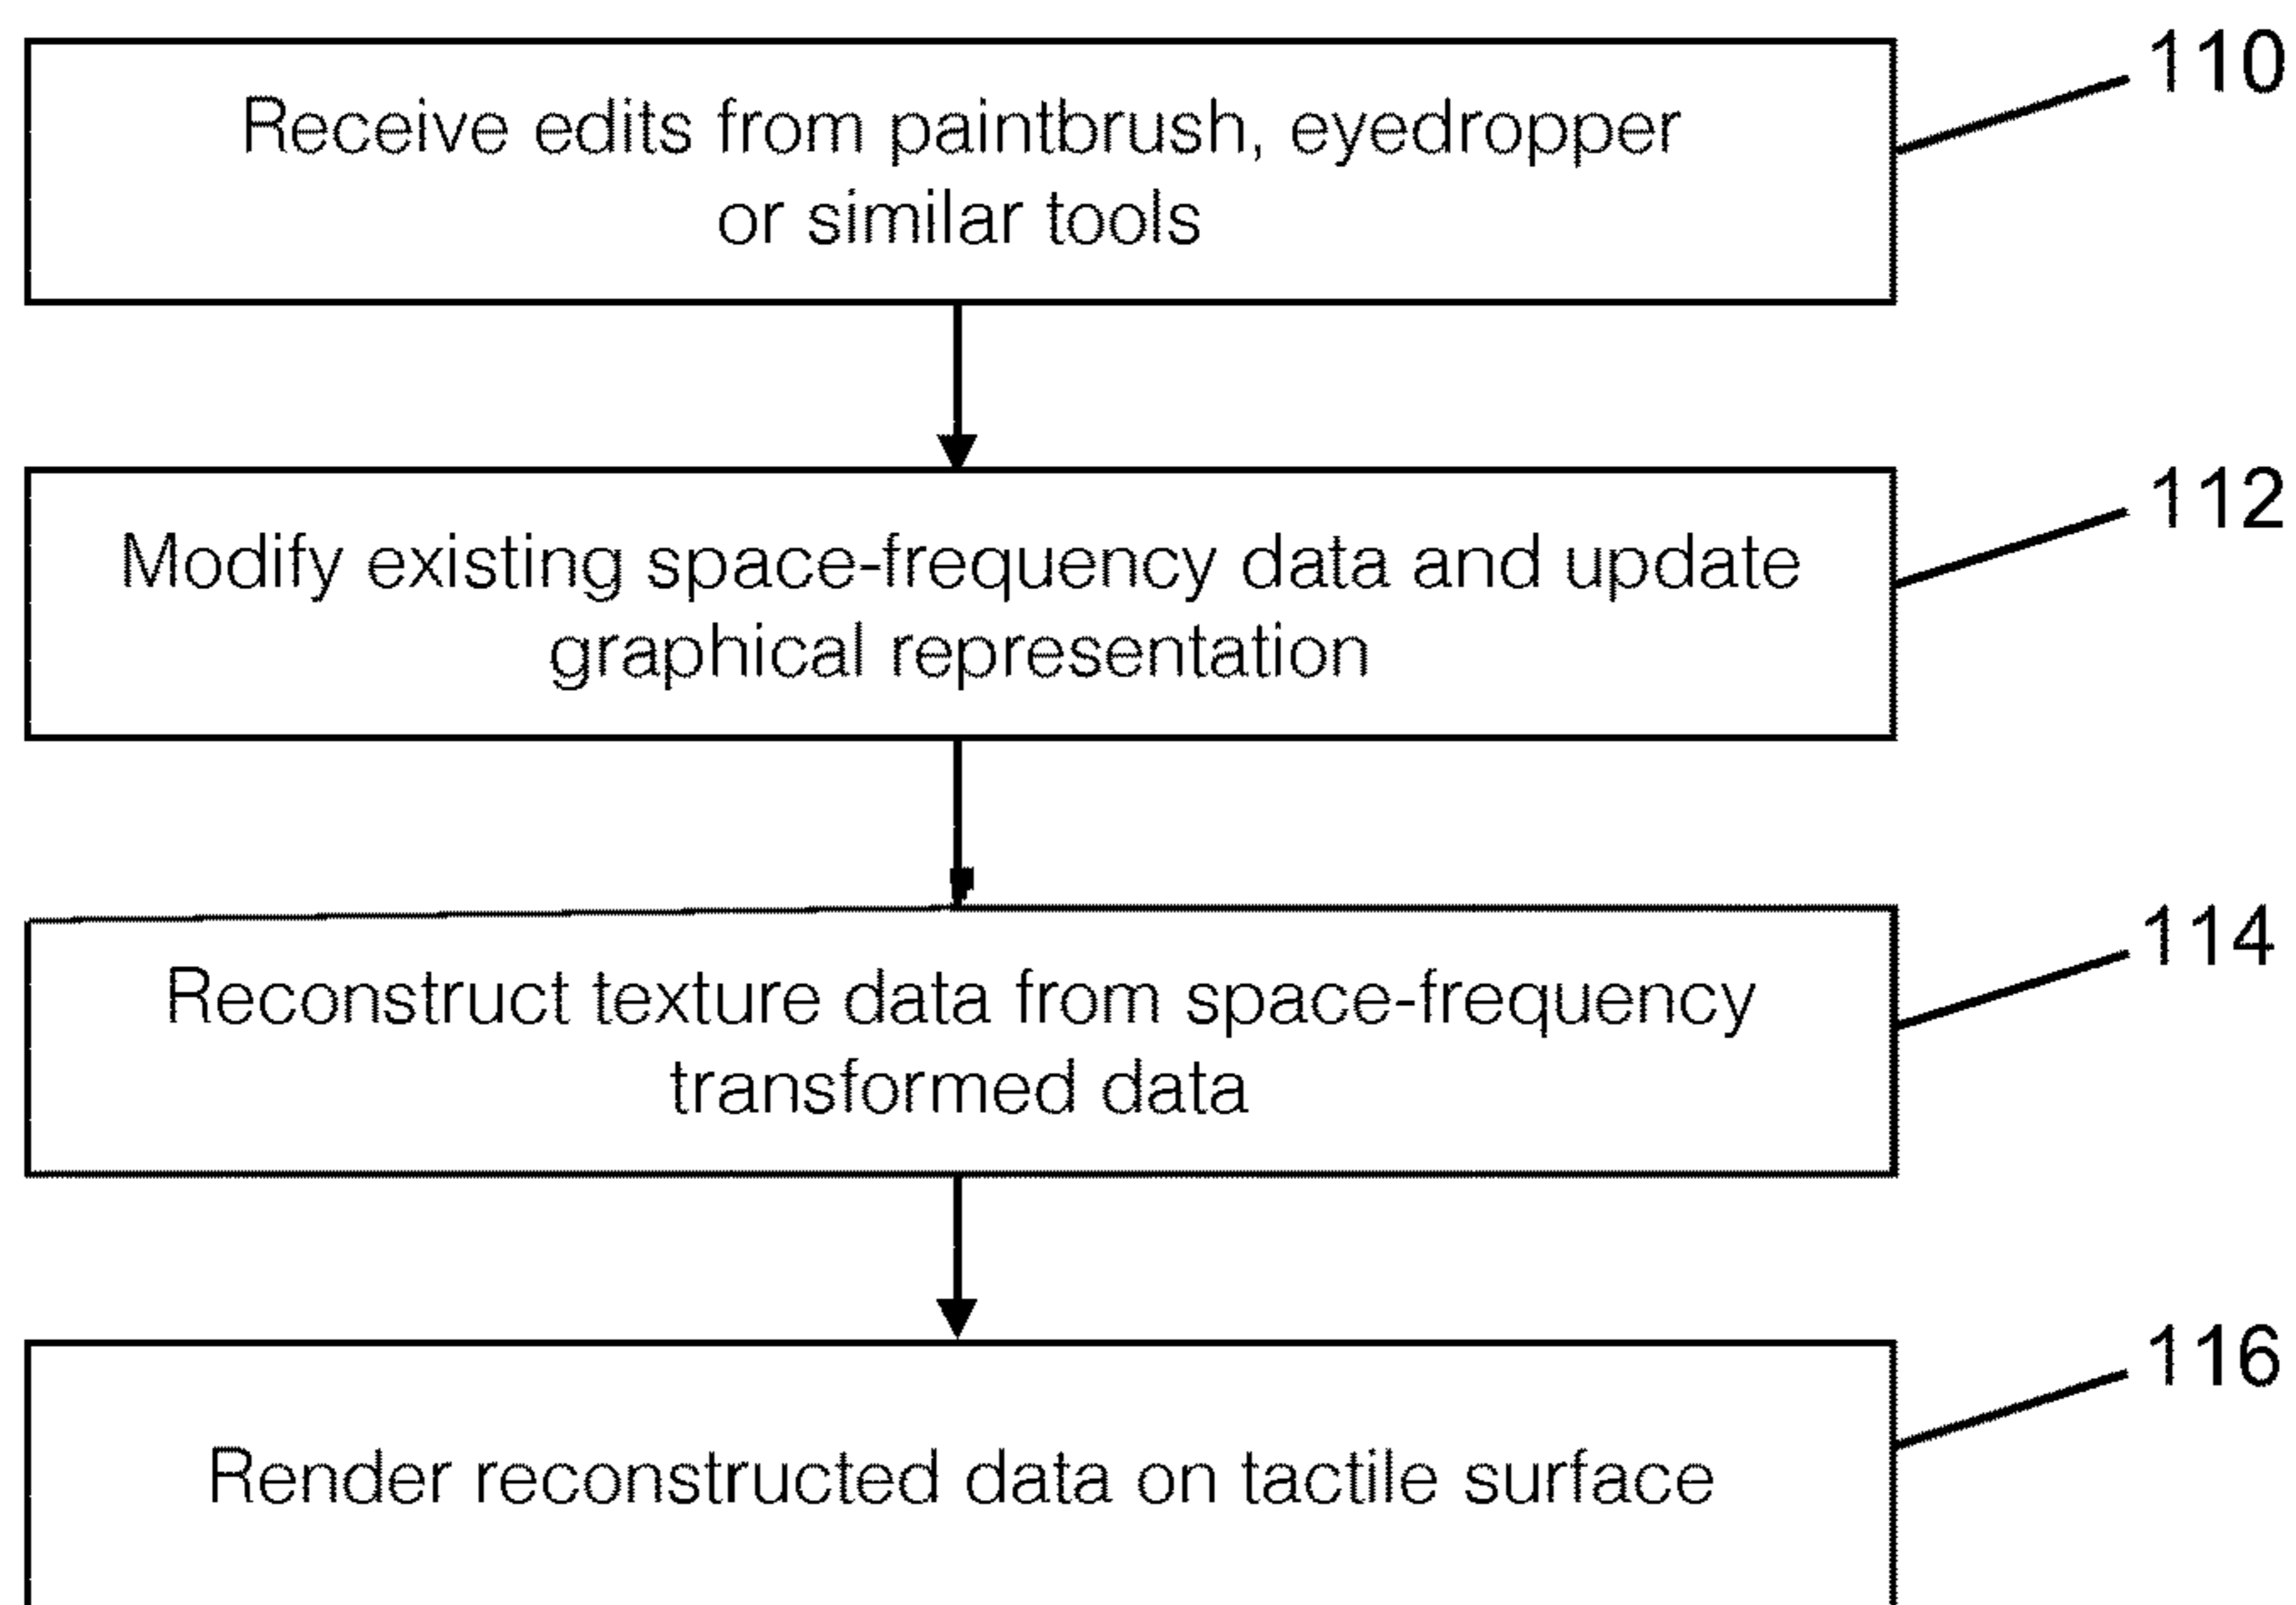 110
Receive edits from paintbrush, eyedropper
or similar tools
112
Modify existing space-frequency data and update
graphical representation
114
Reconstruct texture data from space-frequency
transformed data
116
Render reconstructed data on tactile surface